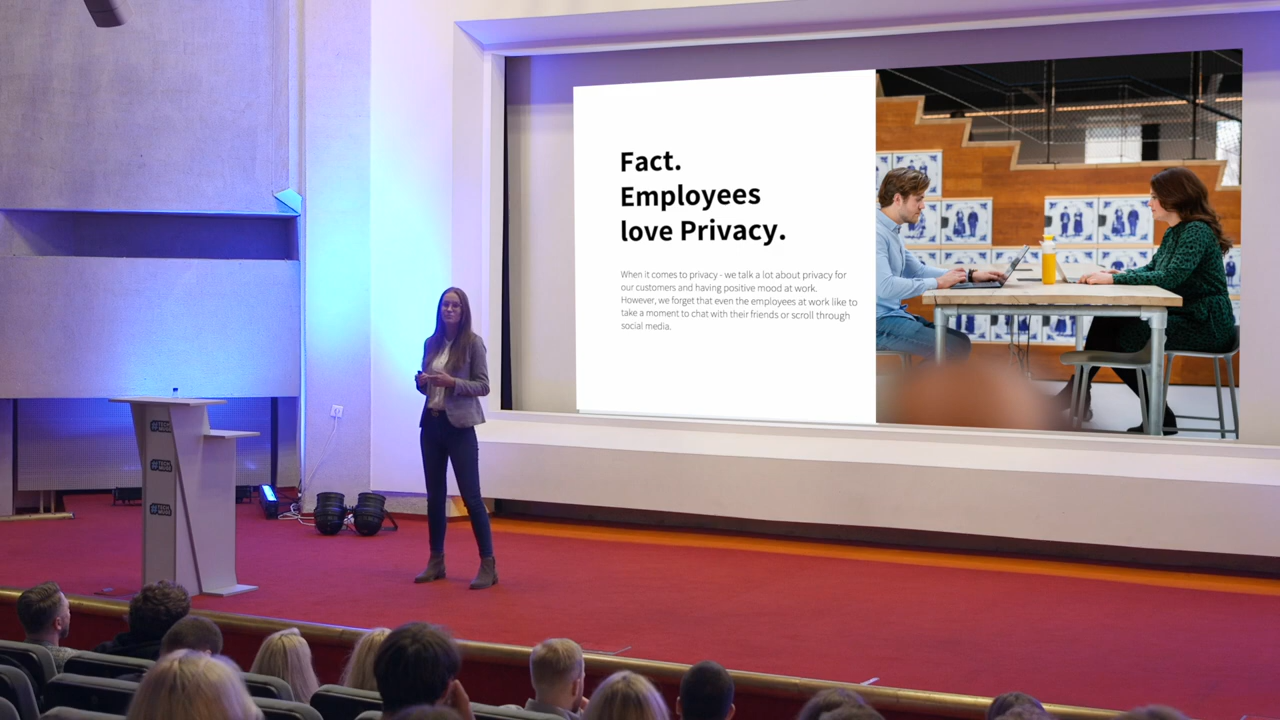 Fact.
Employees
love Privacy.
When it comes to privacy - we talk a lot about privacy for
our customers and having positive mood at work.
However, we forget that even the employees at work like to
take a moment to chat with their friends or scroll through
social media.